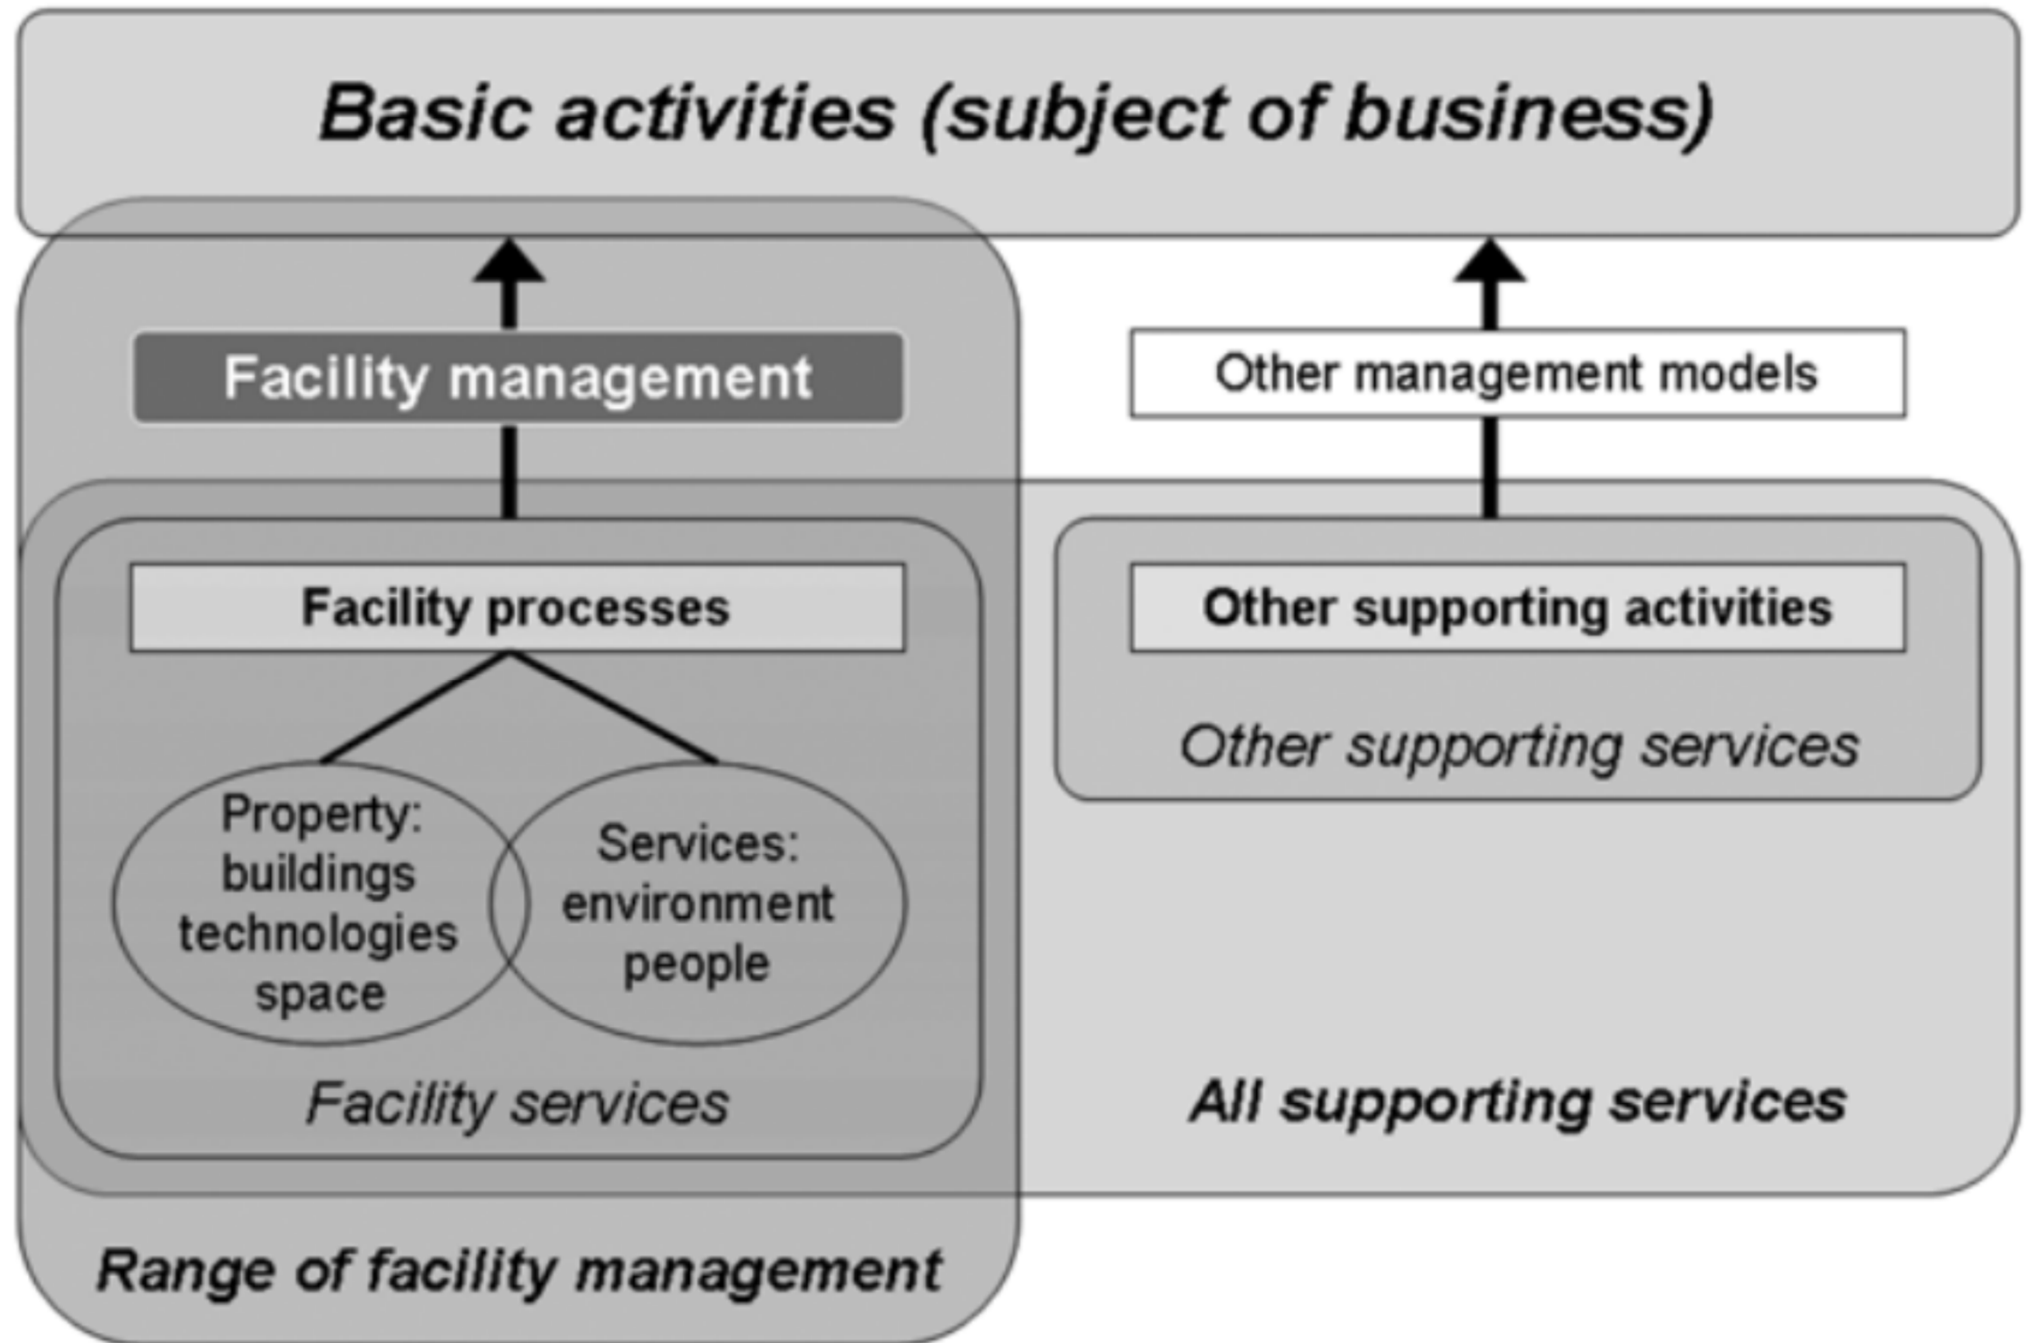 Basic activities (subject of business)
Facility management
Other management models
Facility processes
Other supporting activities
Other supporting services
Property:
buildings
technologies
space
Services:
environment
people
Facility services
All supporting services
Range of facility management